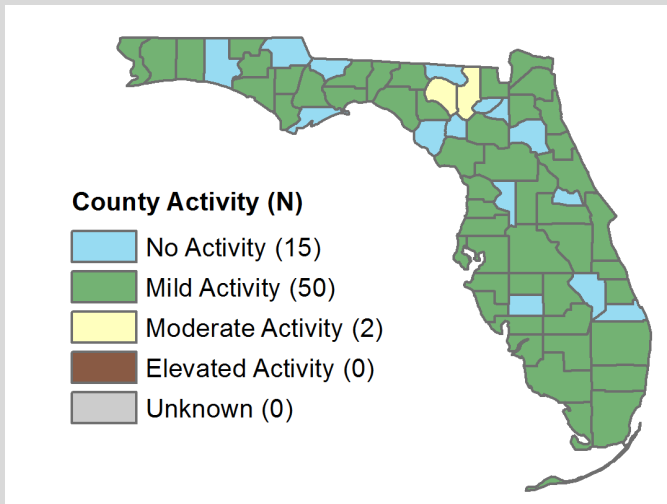 County Activity (N)
No Activity (15)
Mild Activity (50)
Moderate Activity (2)
Elevated Activity (0)
Unknown (0)